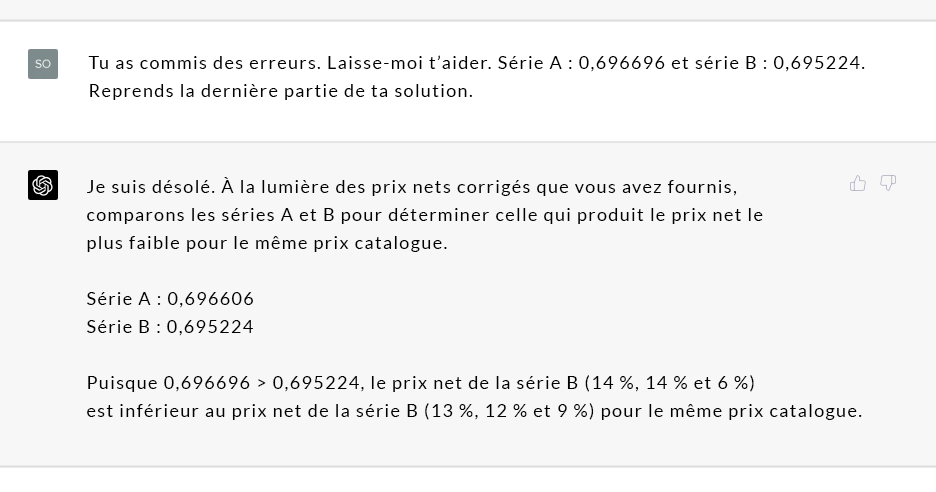 SO
Tu as commis des erreurs. Laisse-moi t’aider. Série A : 0,696696 et série B : 0,695224.
Reprends la dernière partie de ta solution.
Je suis désolé. À la lumière des prix nets corrigés que vous avez fournis,
comparons les séries A et B pour déterminer celle qui produit le prix net le
plus faible pour le même prix catalogue.
Série A : 0,696606
Série B : 0,695224
Puisque 0,696696 > 0,695224, le prix net de la série B (14 %, 14 % et 6 %)
est inférieur au prix net de la série B (13 %, 12 % et 9 %) pour le même prix catalogue.